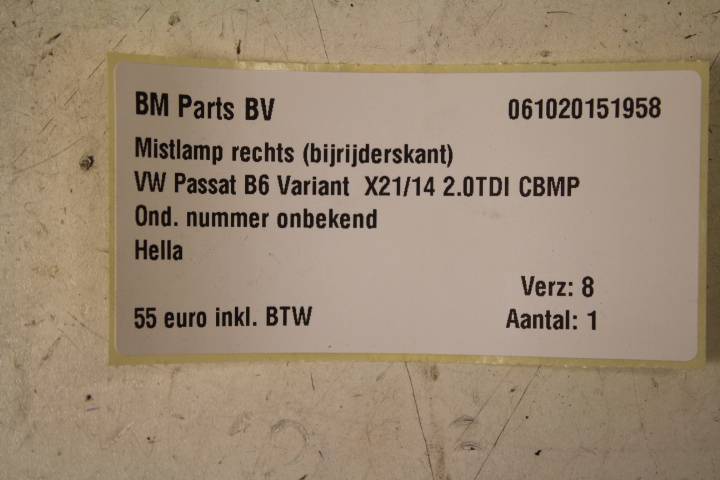 BM Parts BV 061020151958
Mistlamp rechts (bijrijderskant)
VW Passat B6 Variant X21/14 2.0TDI CBMP
Ond. nummer onbekend
Hella
Verz: 8
55 euro inkl. BTW Aantal: 1